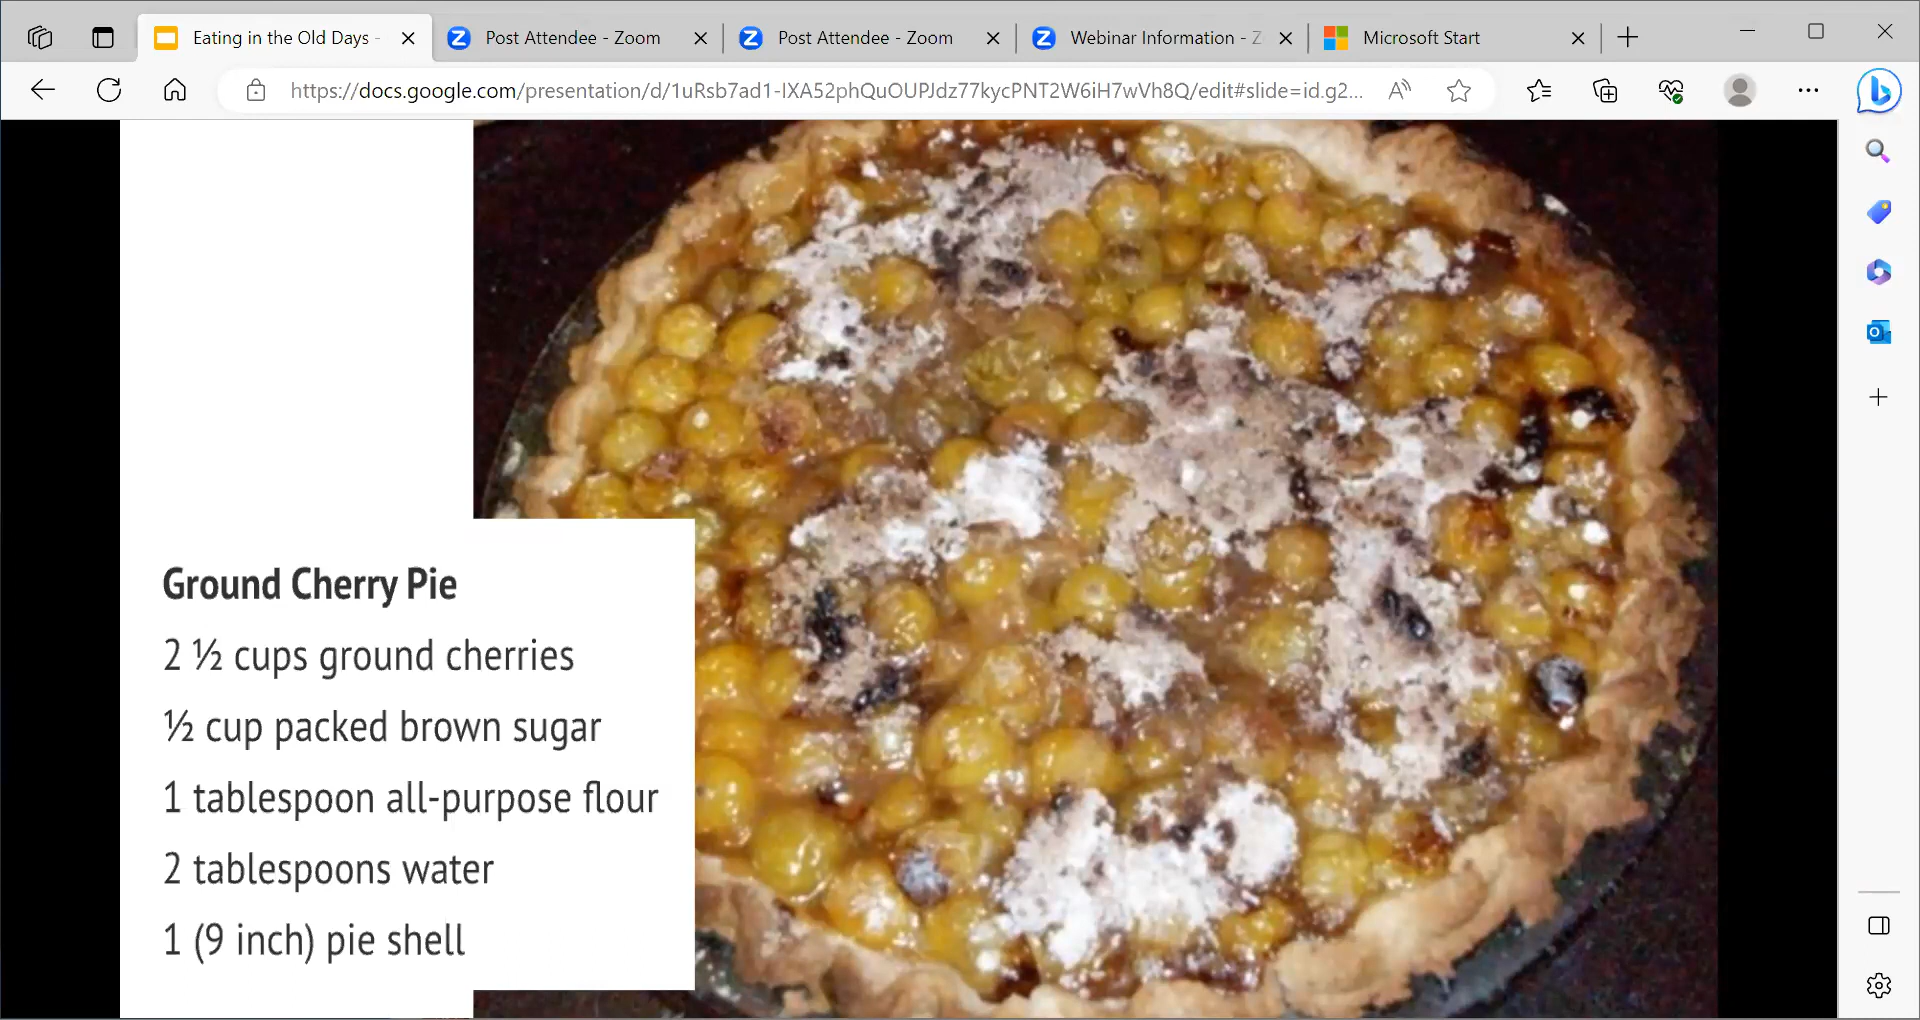 Eating in the Old Days -
Post Attendee - Zoom
Post Attendee - Zoom
Webinar Information - Z
Microsoft Start
https://docs.google.com/presentation/d/1uRsb7ad1-IXA52phQuOUPJdz77kycPNT2W6iH7wVh8Q/edit#slide=id.g2...
Ground Cherry Pie
2 ½ cups ground cherries
½ cup packed brown sugar
1 tablespoon all-purpose flour
2 tablespoons water
1 (9 inch) pie shell